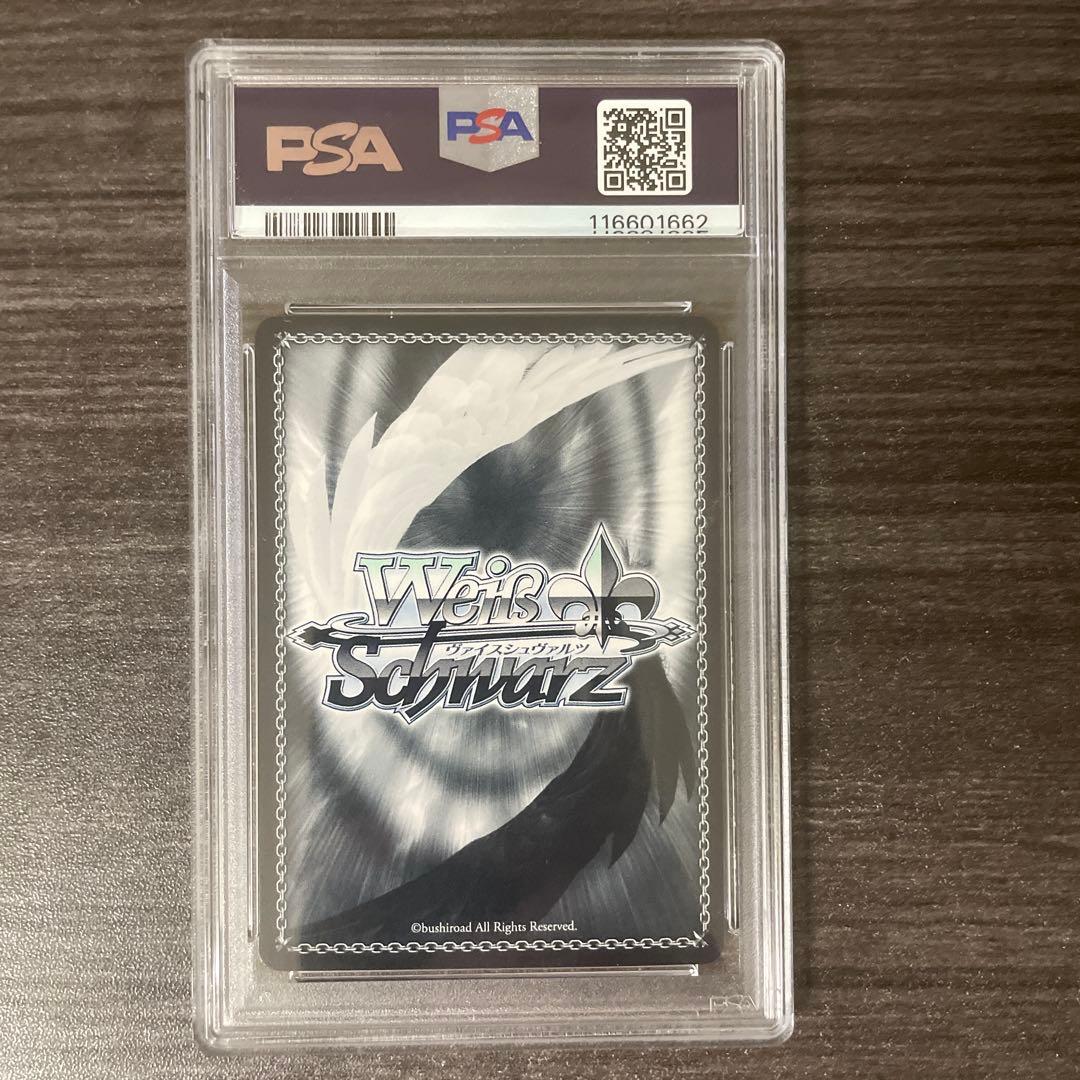 PSA
PSA
116601662
Weiß
ヴァイスシュヴァルツ
Schwarz
©bushiroad All Rights Reserved.
PSA